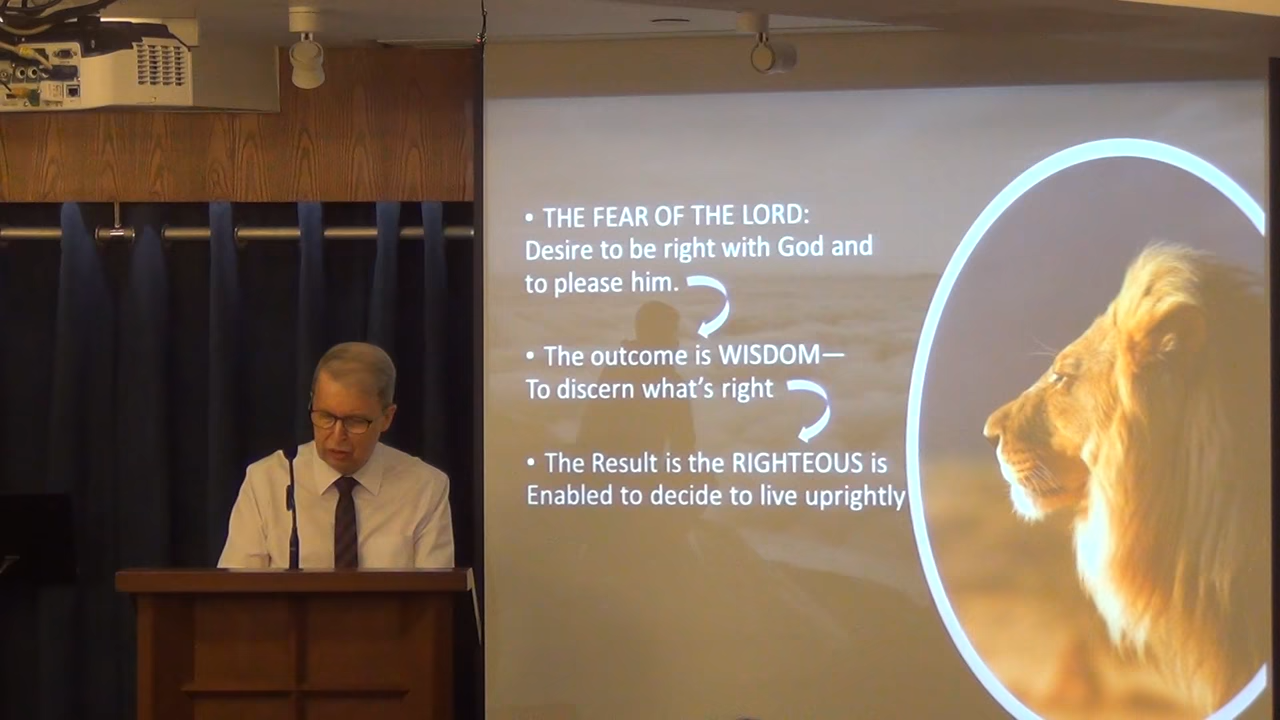 • THE FEAR OF THE LORD:
Desire to be right with God and
to please him.
• The outcome is WISDOM—
To discern what’s right
• The Result is the RIGHTEOUS is
Enabled to decide to live uprightly